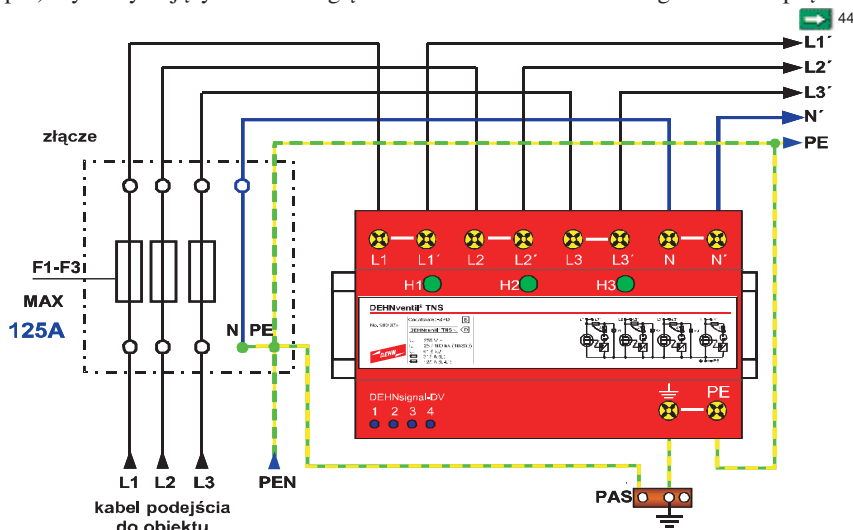 44
L1´
L2´
L3´
N´
PE
złącze
F1-F3
MAX
125A
N PE
L1 L1´ L2 L2´ L3 L3´ N N´
H1 H2 H3
DEHNventil® TNS
DEHN
DEHNsignal-DV
1 2 3 4
PE
PAS
L1 L2 L3 PEN
kabel podejścia
do obiektu